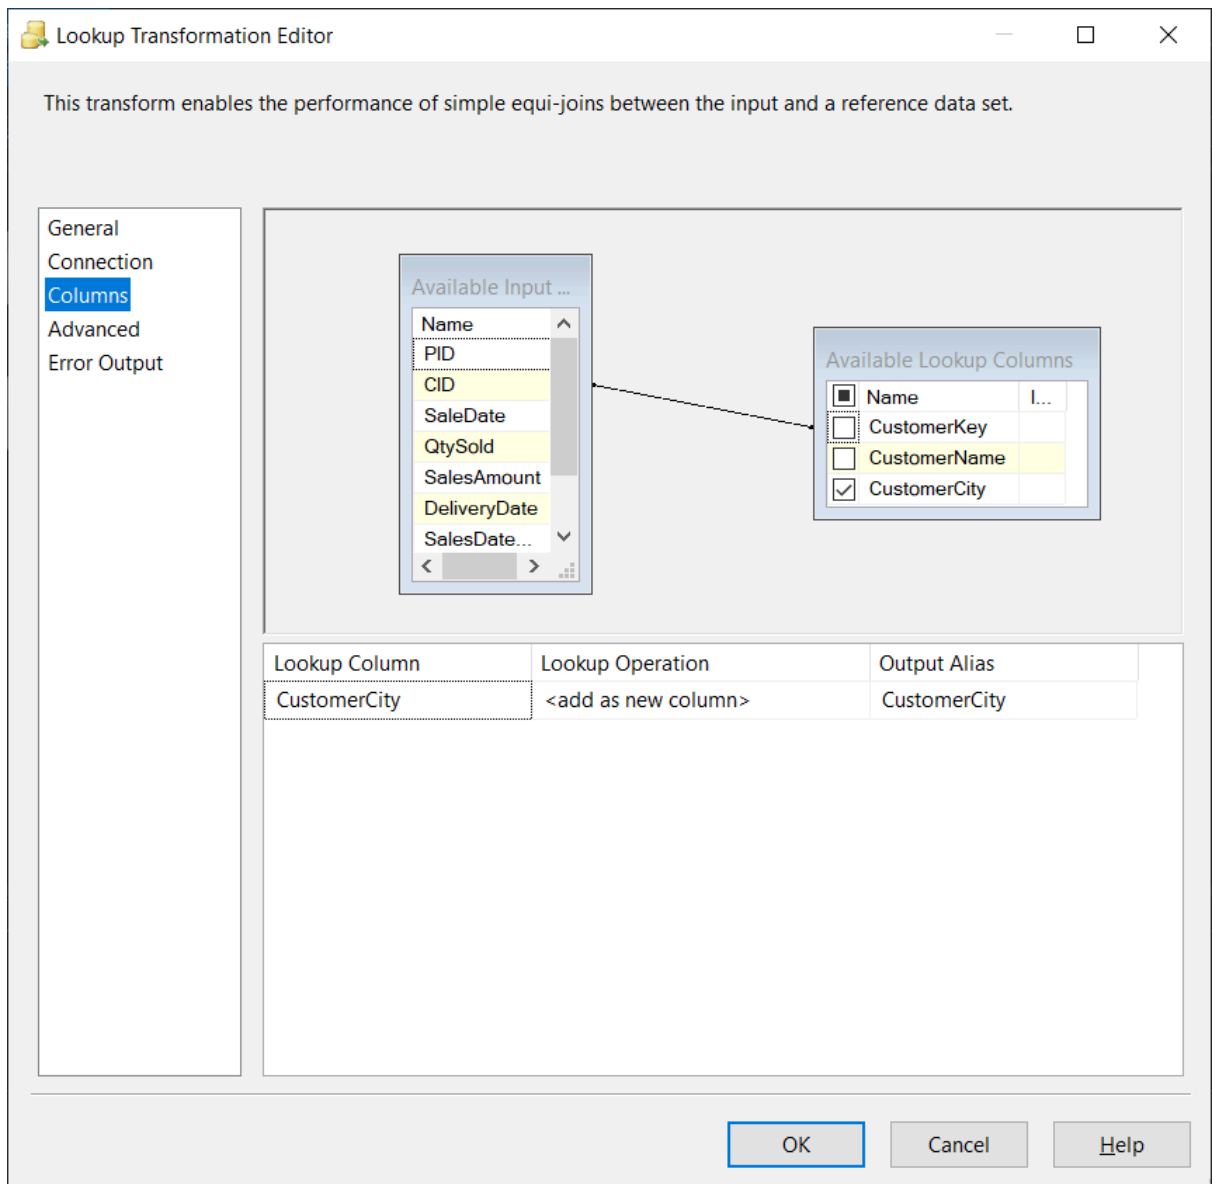 Lookup Transformation Editor
This transform enables the performance of simple equi-joins between the input and a reference data set.
General
Connection
Columns
Advanced
Error Output
Available Input ...
Name
PID
CID
SaleDate
QtySold
SalesAmount
DeliveryDate
SalesDate...
Available Lookup Columns
Name I...
CustomerKey
CustomerName
CustomerCity
Lookup Column Lookup Operation Output Alias
CustomerCity <add as new column> CustomerCity
OK Cancel Help